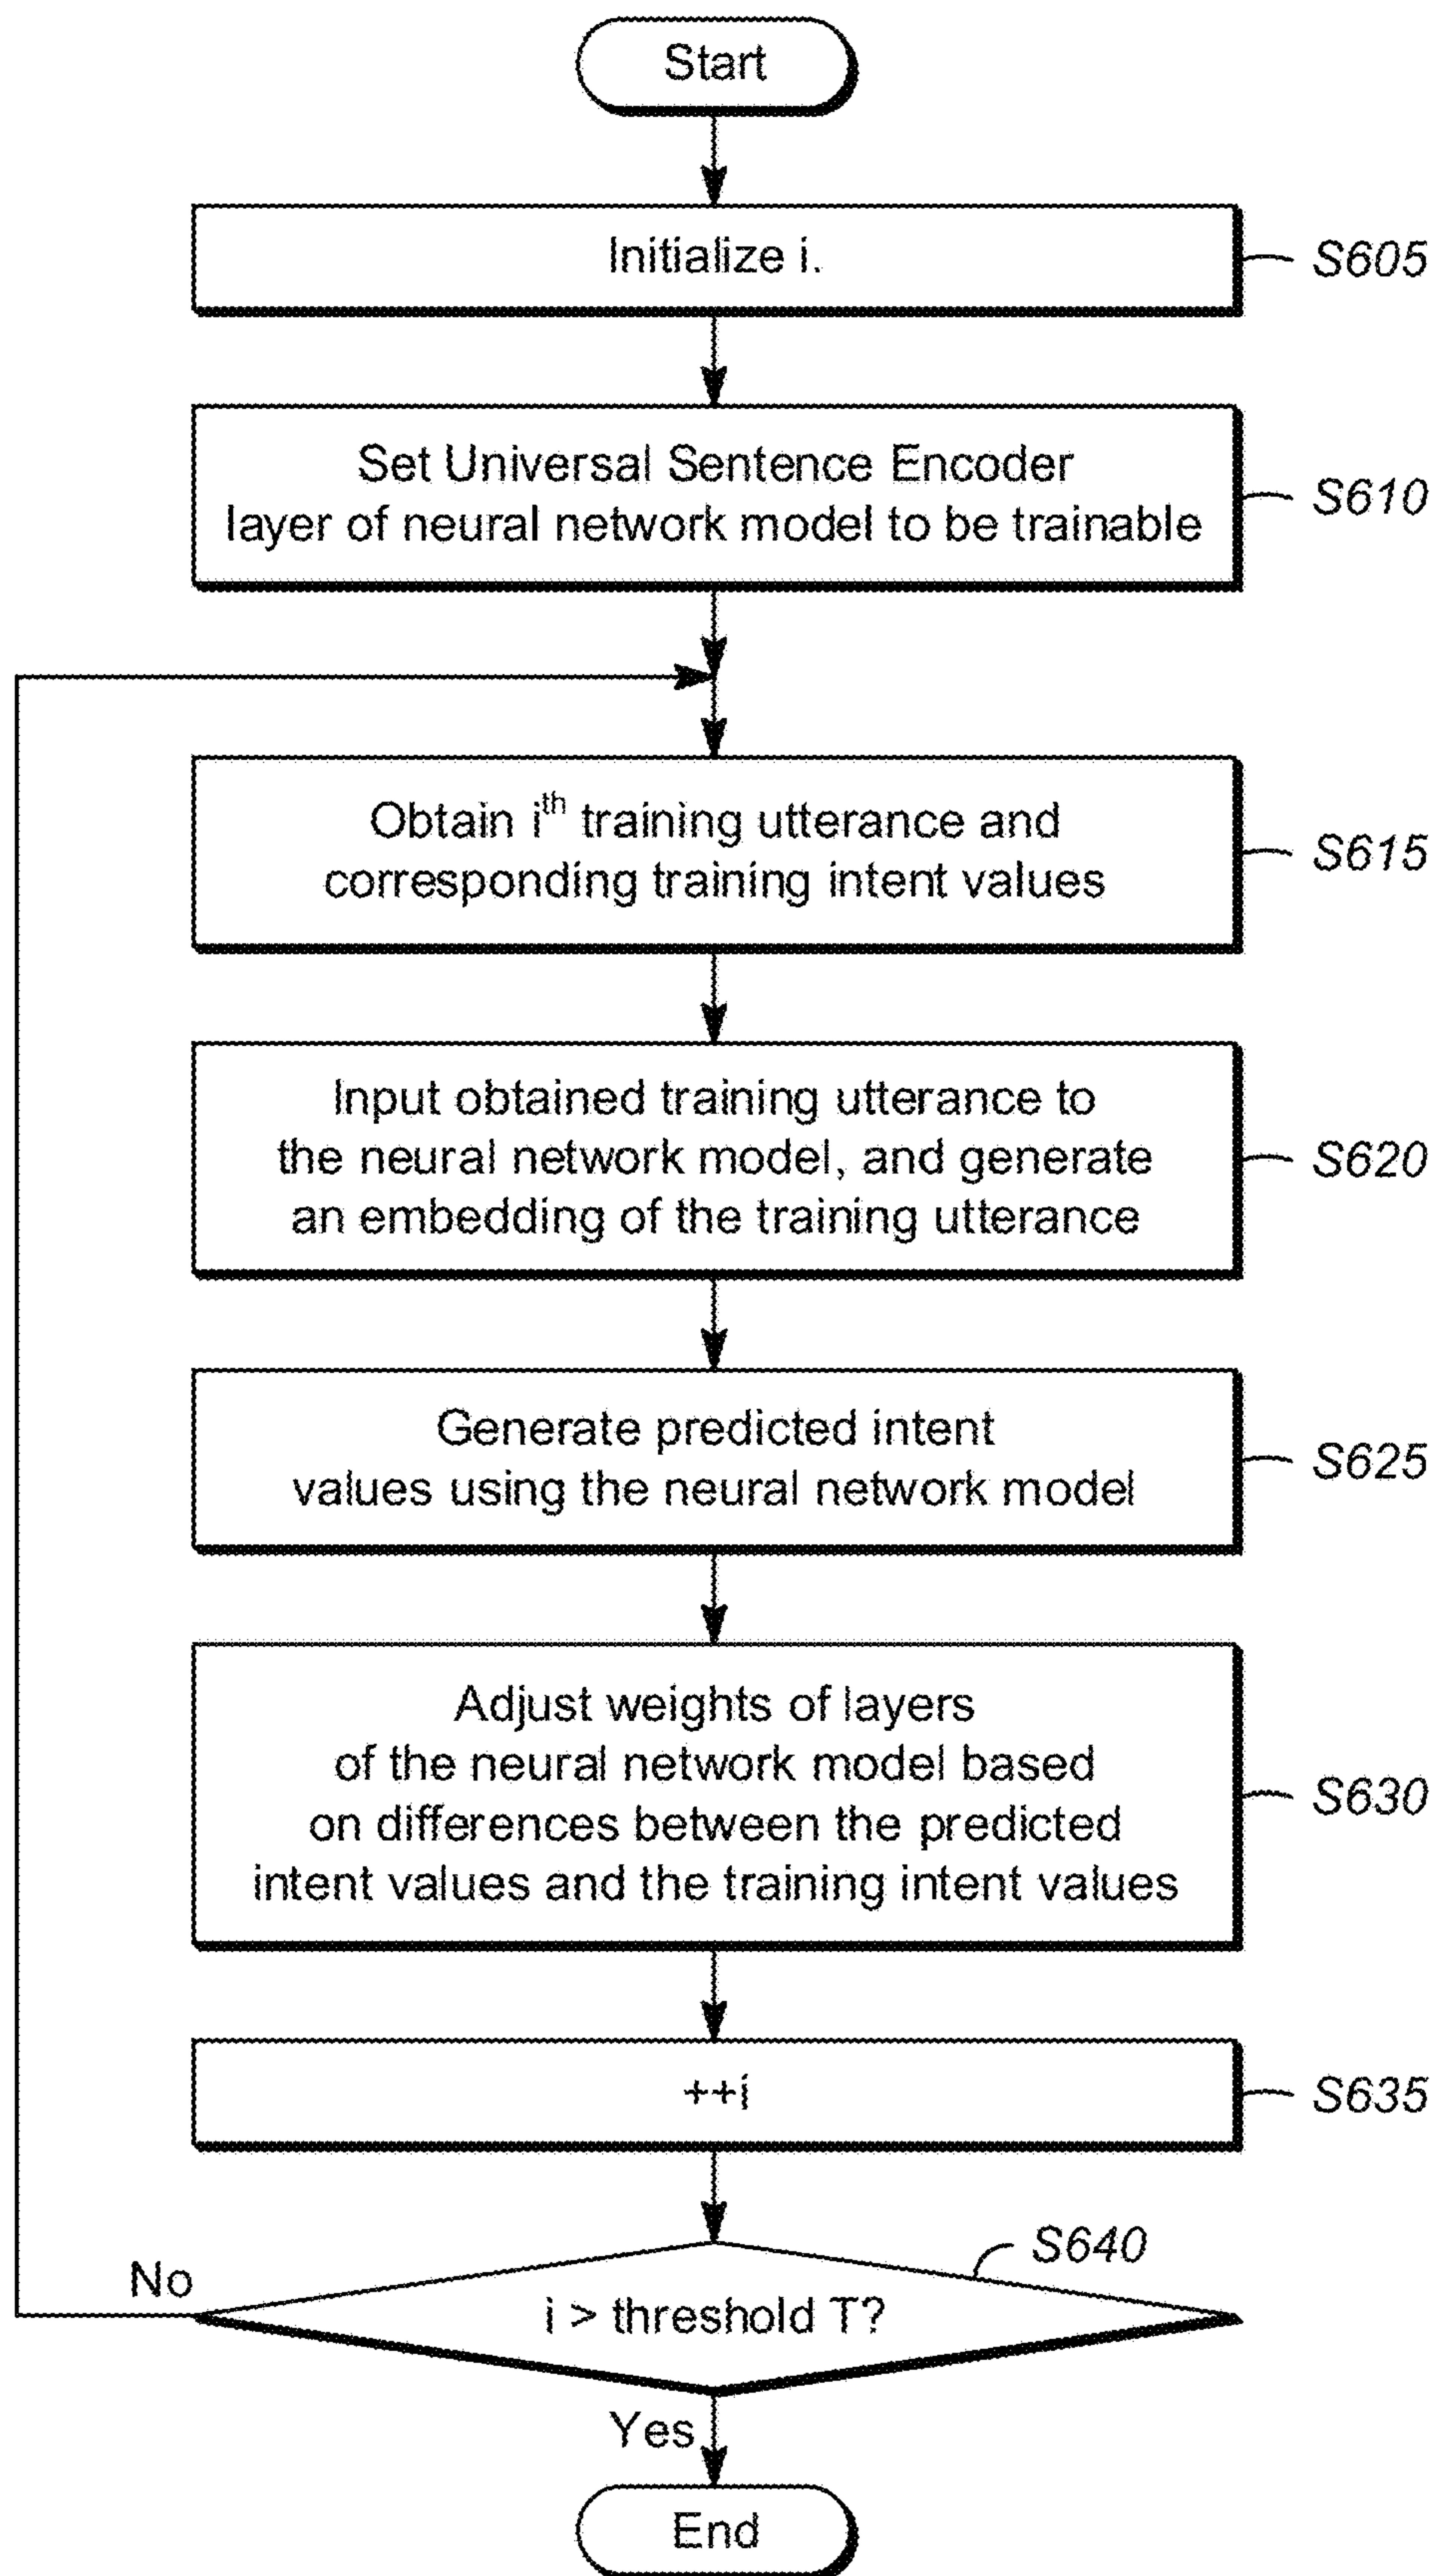 Start
Initialize i.
S605
Set Universal Sentence Encoder
layer of neural network model to be trainable
S610
Obtain ith training utterance and
corresponding training intent values
S615
Input obtained training utterance to
the neural network model, and generate
an embedding of the training utterance
S620
Generate predicted intent
values using the neural network model
S625
Adjust weights of layers
of the neural network model based
on differences between the predicted
intent values and the training intent values
S630
++i
S635
S640
No
i > threshold T?
Yes
End